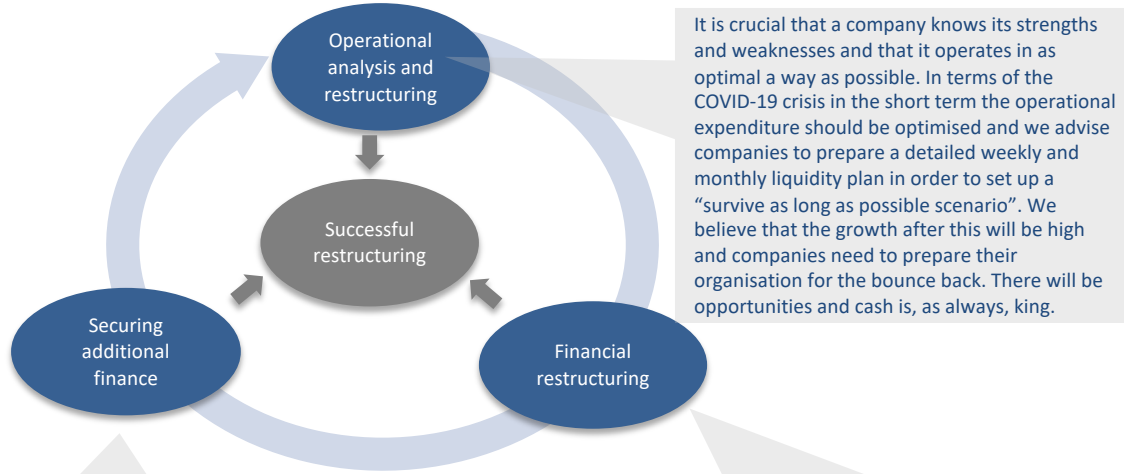 Operational
analysis and
restructuring
It is crucial that a company knows its strengths
and weaknesses and that it operates in as
optimal a way as possible. In terms of the
COVID-19 crisis in the short term the operational
expenditure should be optimised and we advise
companies to prepare a detailed weekly and
monthly liquidity plan in order to set up a
“survive as long as possible scenario”. We
believe that the growth after this will be high
and companies need to prepare their
organisation for the bounce back. There will be
opportunities and cash is, as always, king.
Successful
restructuring
Securing
additional
finance
Financial
restructuring